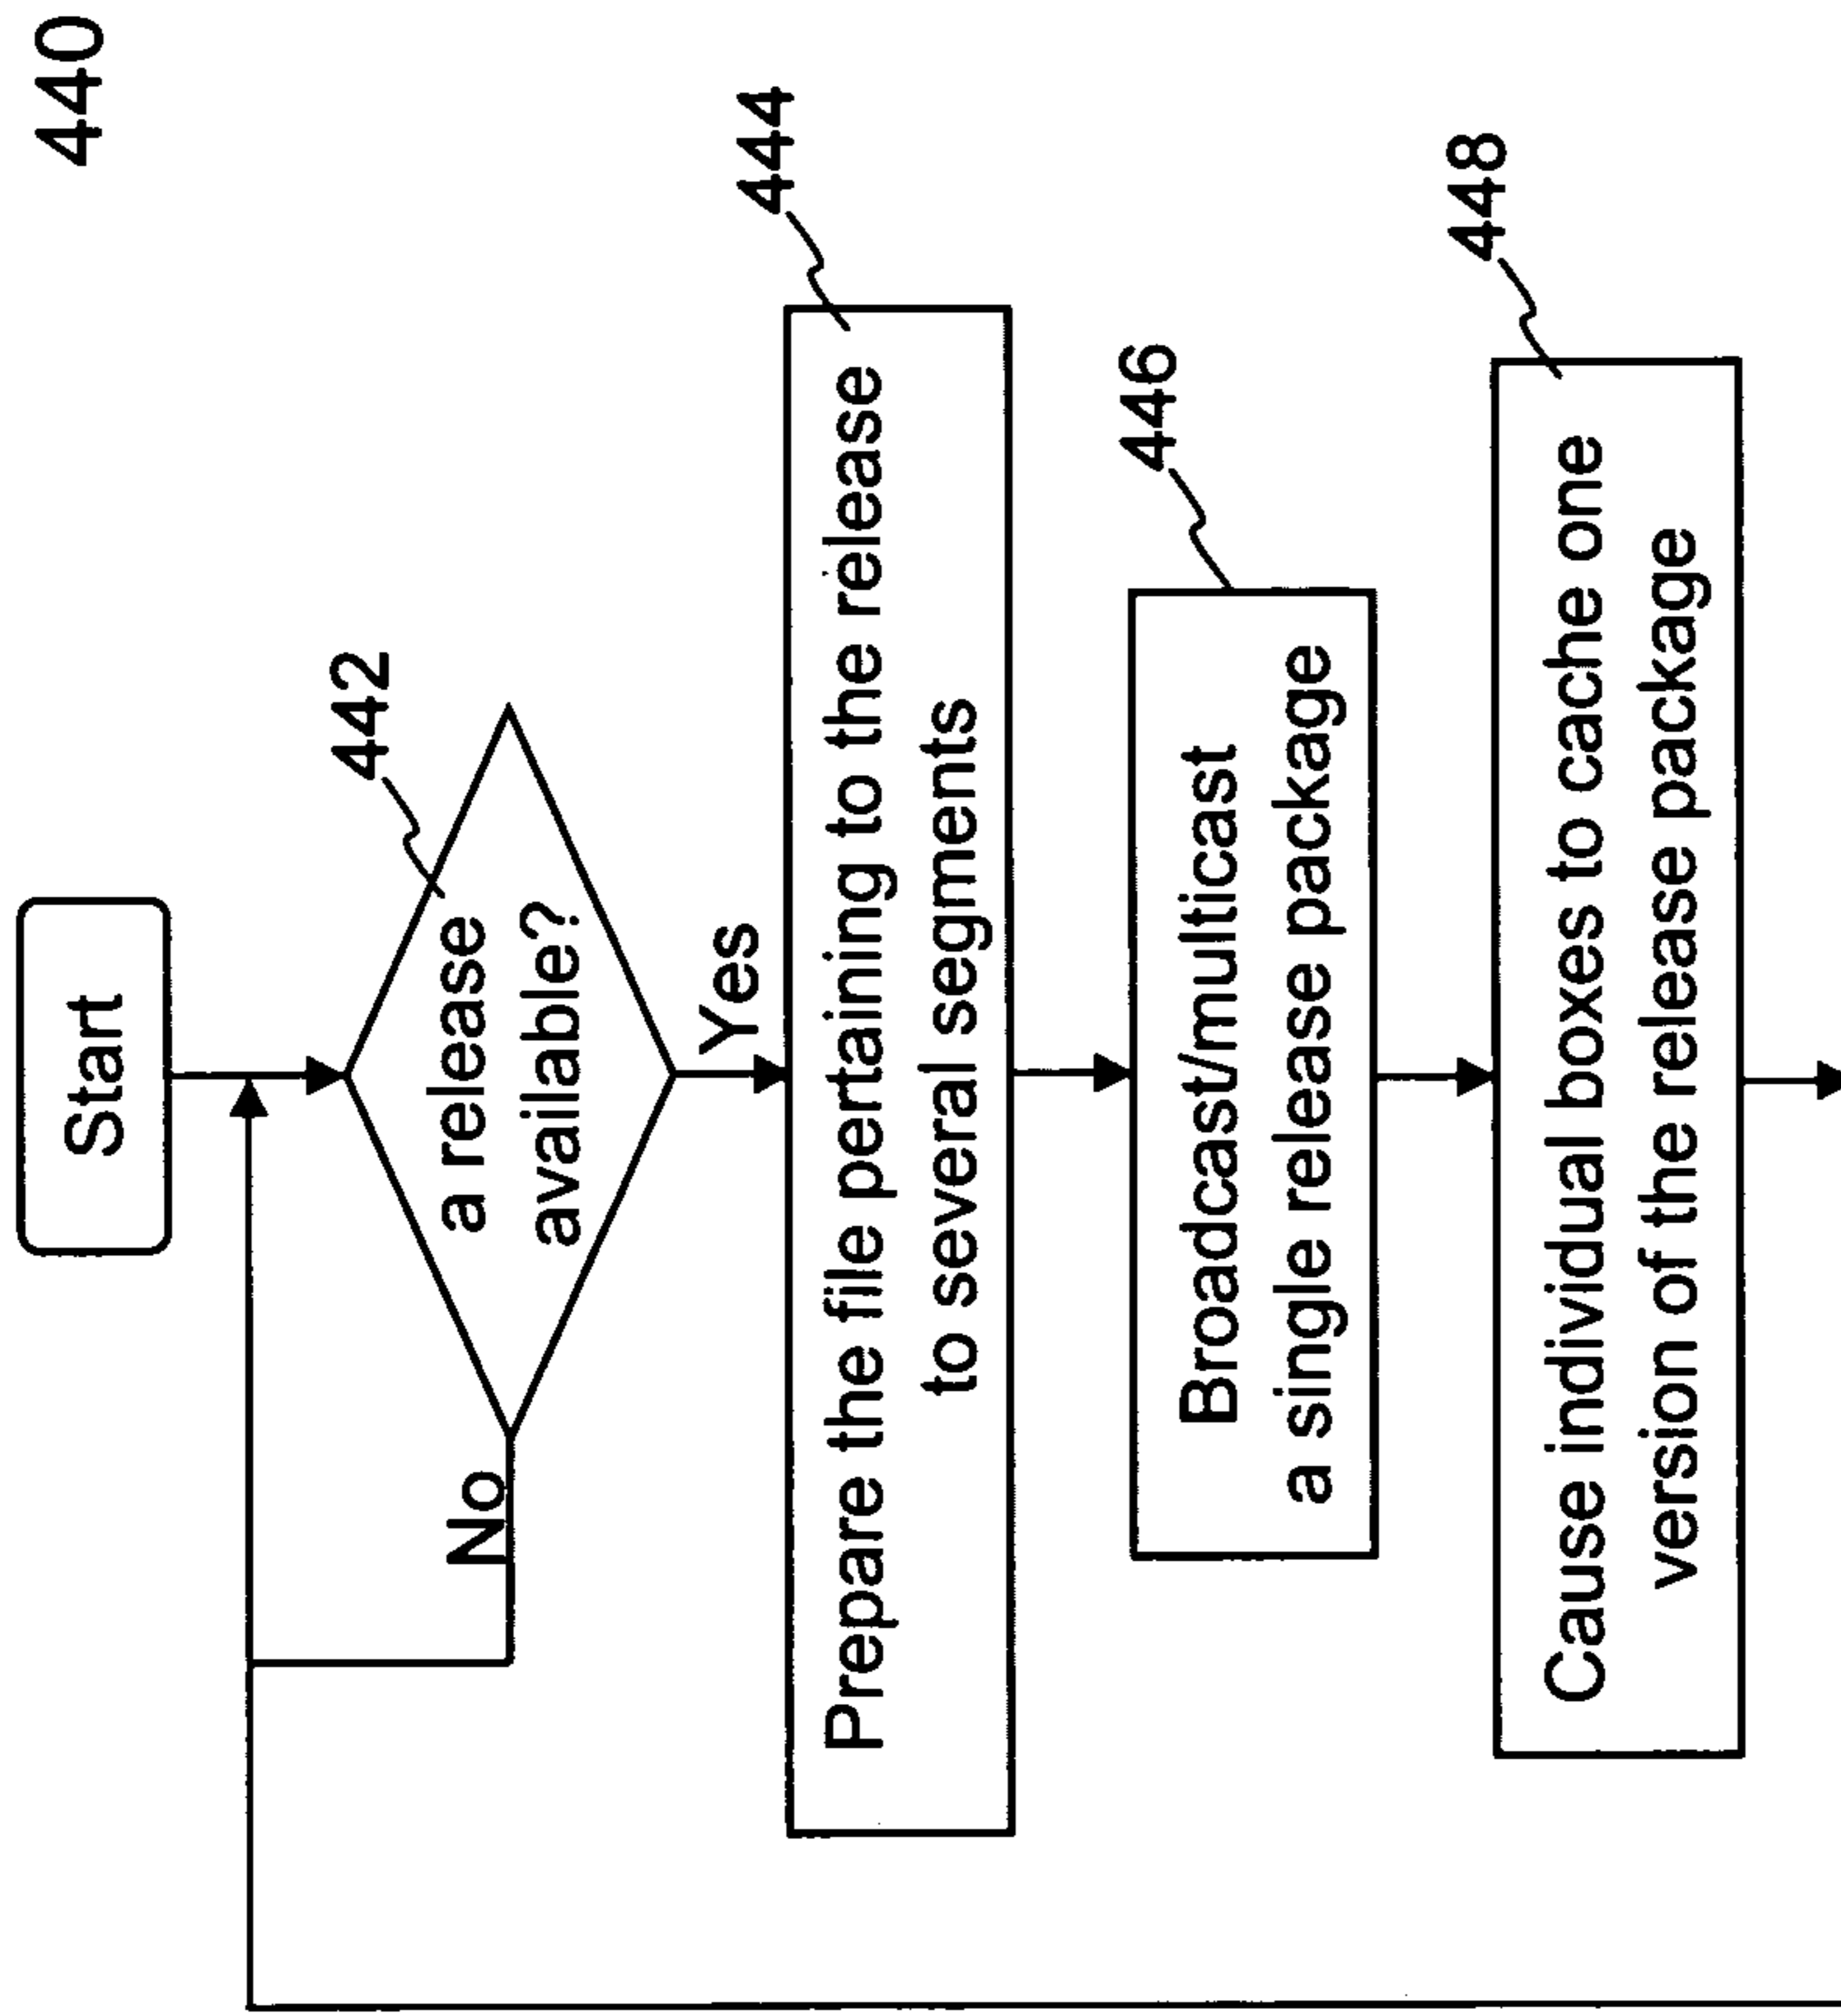 440
Start
442
a release
available?
No
Yes
444
Prepare the file pertaining to the release
to several segments
446
Broadcast/multicast
a single release package
448
Cause individual boxes to cache one
version of the release package